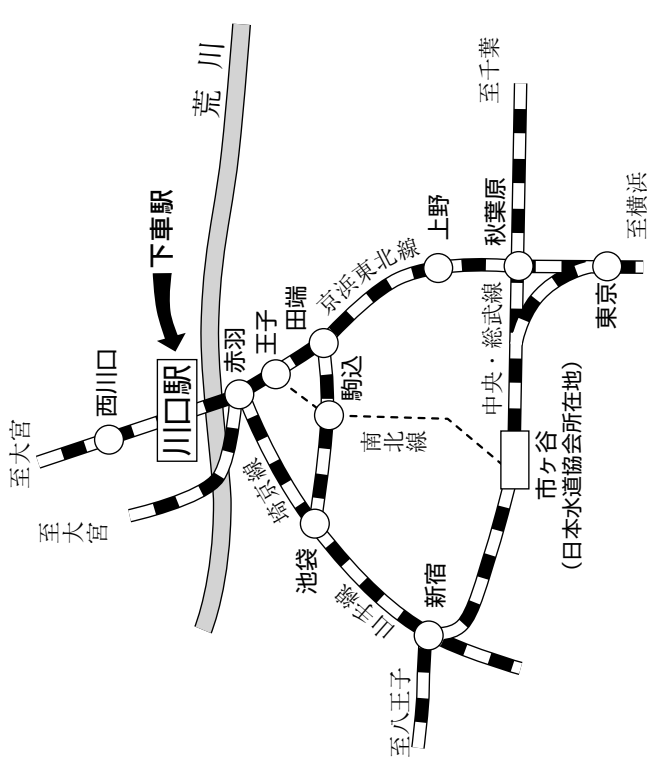 至千葉
荒川
下車駅
秋葉原
上野
至横浜
京浜東北線
田端
王子
赤羽
東京
中央・総武線
西川口
川口駅
駒込
至大宮
南北線
市ヶ谷
(日本水道協会所在地)
埼京線
至大宮
池袋
山手線
新宿
至八王子